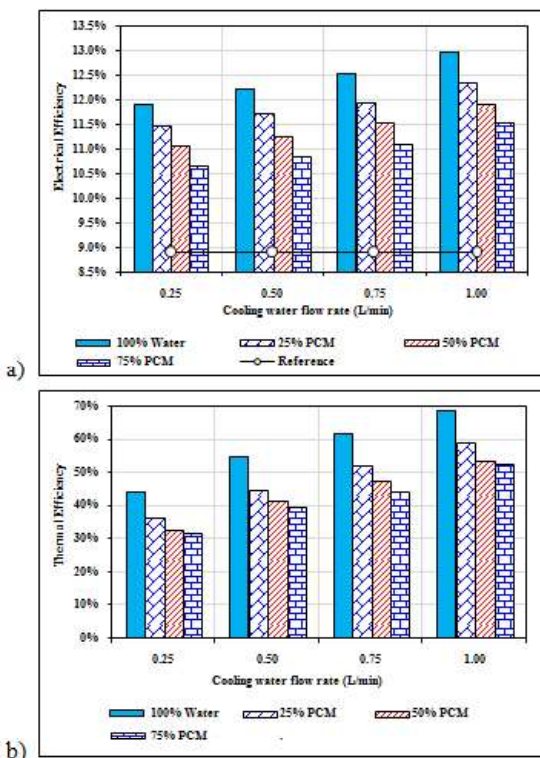 13.5%
13.0%
12.5%
12.0%
11.5%
11.0%
10.5%
10.0%
9.5%
9.0%
8.5%
Electrical Efficiency
0.25 0.50 0.75 1.00
Cooling water flow rate (L/min)
100% Water 25% PCM 50% PCM
75% PCM Reference
a)
70%
60%
50%
40%
30%
20%
10%
0%
Thermal Efficiency
0.25 0.50 0.75 1.00
Cooling water flow rate (L/min)
100% Water 25% PCM 50% PCM
75% PCM
b)